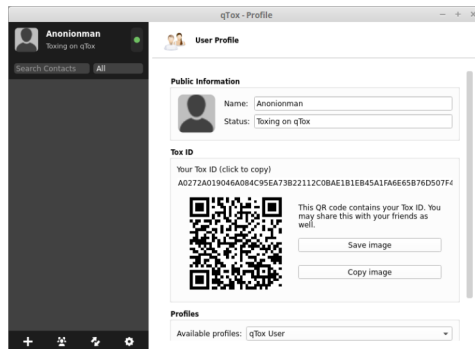 qTox - Profile
Anonionman
Toxing on qTox
Search Contacts
All
User Profile
Public Information
Name: Anonionman
Status: Toxing on qTox
Tox ID
Your Tox ID (click to copy)
A0272A019046A084C95EA73B22112C0BAE1B1EB45A1FA6E65B76D507F4
This QR code contains your Tox ID. You
may share this with your friends as
well.
Save image
Copy image
Profiles
Available profiles: qTox User